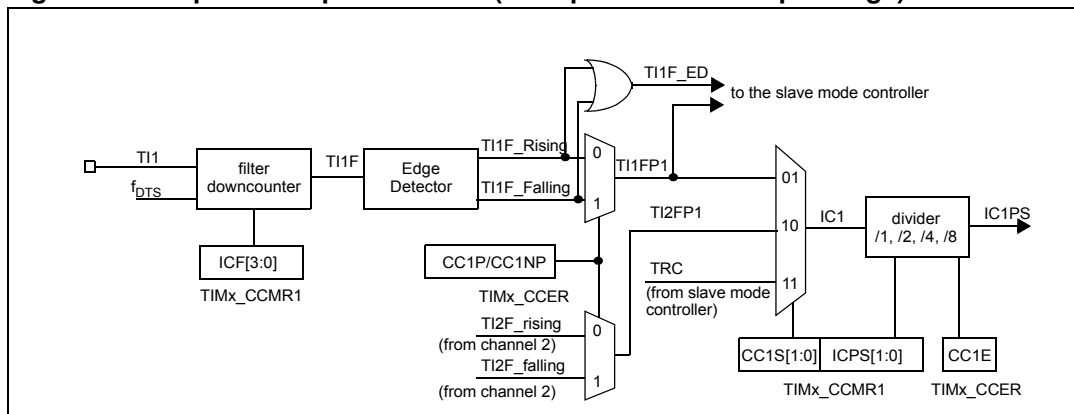 TI1F_ED
to the slave mode controller
TI1
f_DTS
filter
downcounter
TI1F
Edge
Detector
TI1F_Rising
TI1F_Falling
0
1
TI1FP1
TI2FP1
01
10
11
IC1
divider
/1, /2, /4, /8
IC1PS
ICF[3:0]
TIMx_CCMR1
CC1P/CC1NP
TIMx_CCER
TRC
(from slave mode
controller)
TI2F_rising
(from channel 2)
TI2F_falling
(from channel 2)
0
1
CC1S[1:0]
ICPS[1:0]
CC1E
TIMx_CCMR1
TIMx_CCER